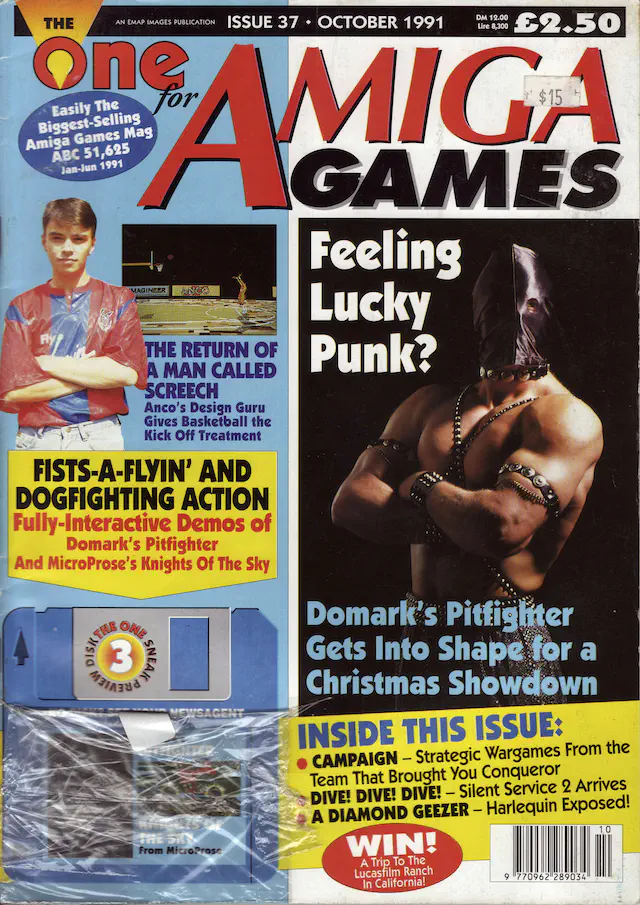 THE
One
for
AMIGA
GAMES
AN EMAP IMAGES PUBLICATION
ISSUE 37 • OCTOBER 1991
DM 12.00
Lire 8,300
£2.50
$15
Easily The
Biggest-Selling
Amiga Games Mag
ABC 51,625
Jan-Jun 1991
IMAGINEER
ANCO
THE RETURN OF
A MAN CALLED
SCREECH
Anco's Design Guru
Gives Basketball the
Kick Off Treatment
Feeling
Lucky
Punk?
FISTS-A-FLYIN' AND
DOGFIGHTING ACTION
Fully-Interactive Demos of
Domark's Pitfighter
And MicroProse's Knights Of The Sky
Domark's Pitfighter
Gets Into Shape for a
Christmas Showdown
THE ONE
SNEAK PREVIEW DISK
3
YOUR NEWSAGENT
THE SKY
From MicroProse
INSIDE THIS ISSUE:
• CAMPAIGN – Strategic Wargames From the
Team That Brought You Conqueror
• DIVE! DIVE! DIVE! – Silent Service 2 Arrives
• A DIAMOND GEEZER – Harlequin Exposed!
WIN!
A Trip To The
Lucasfilm Ranch
In California!
10
9 770962 289034